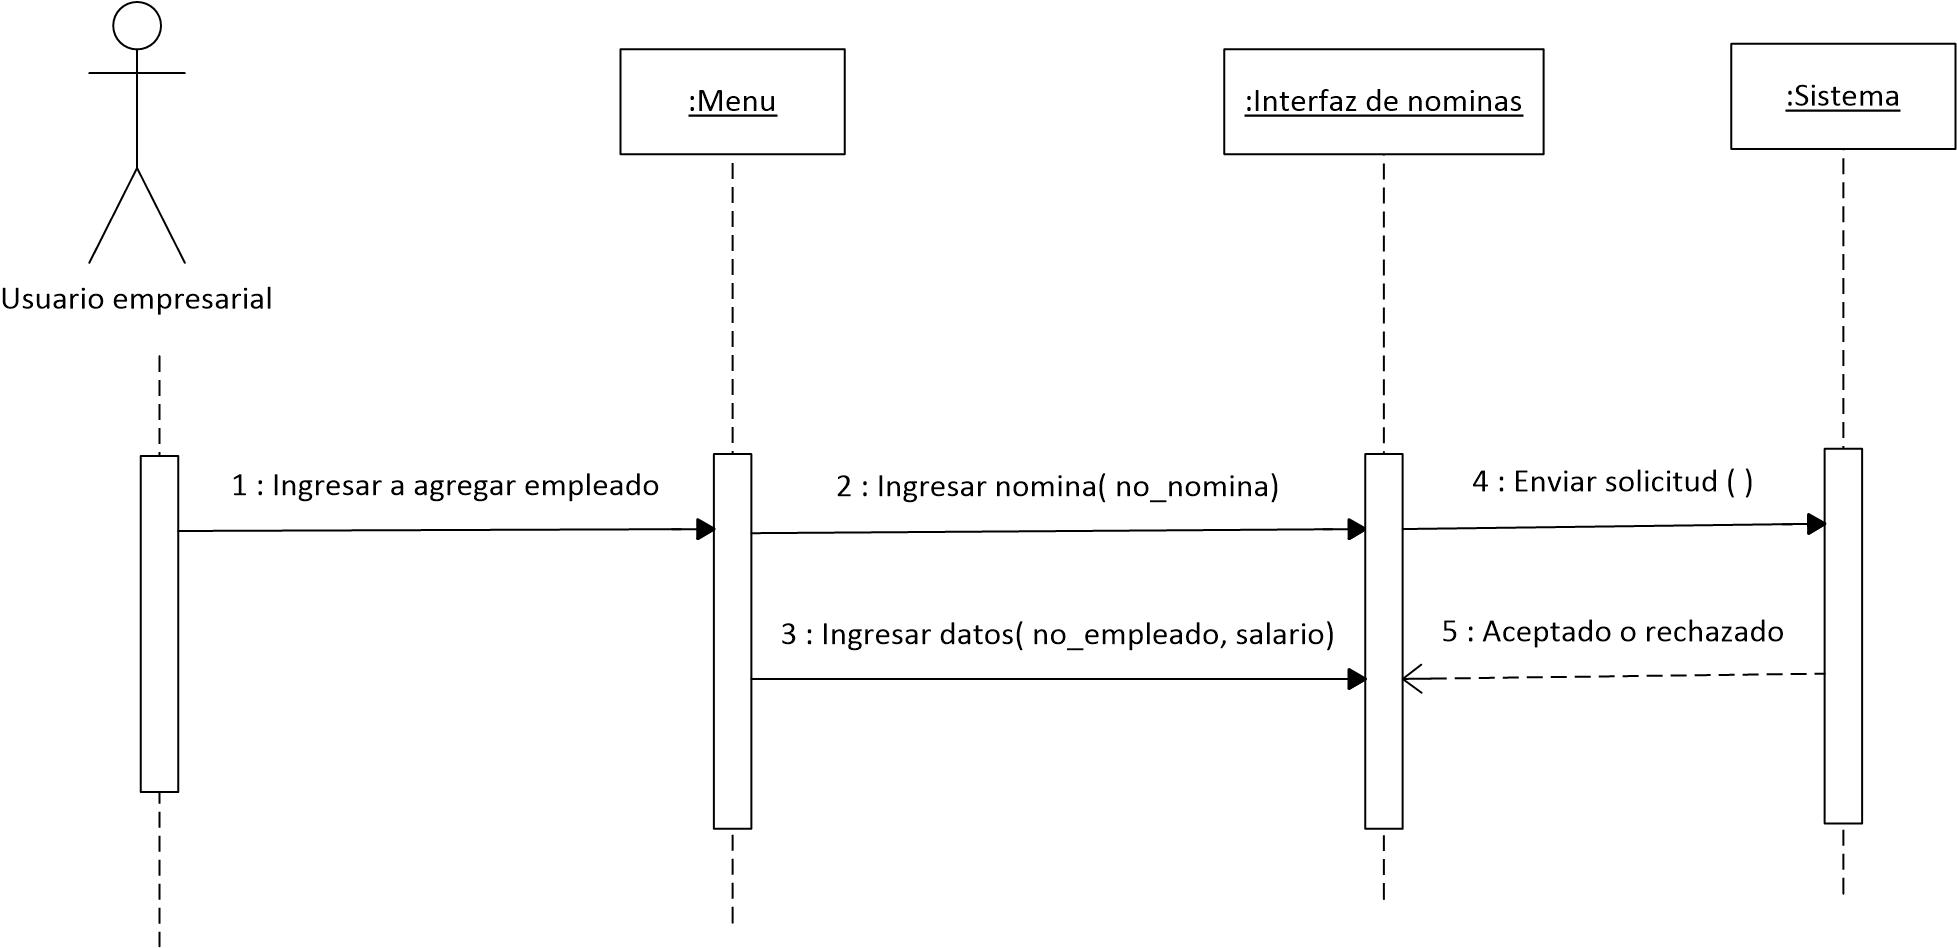 :Menu
:Interfaz de nominas
:Sistema
Usuario empresarial
1 : Ingresar a agregar empleado
2 : Ingresar nomina( no_nomina)
4 : Enviar solicitud ( )
3 : Ingresar datos( no_empleado, salario)
5 : Aceptado o rechazado